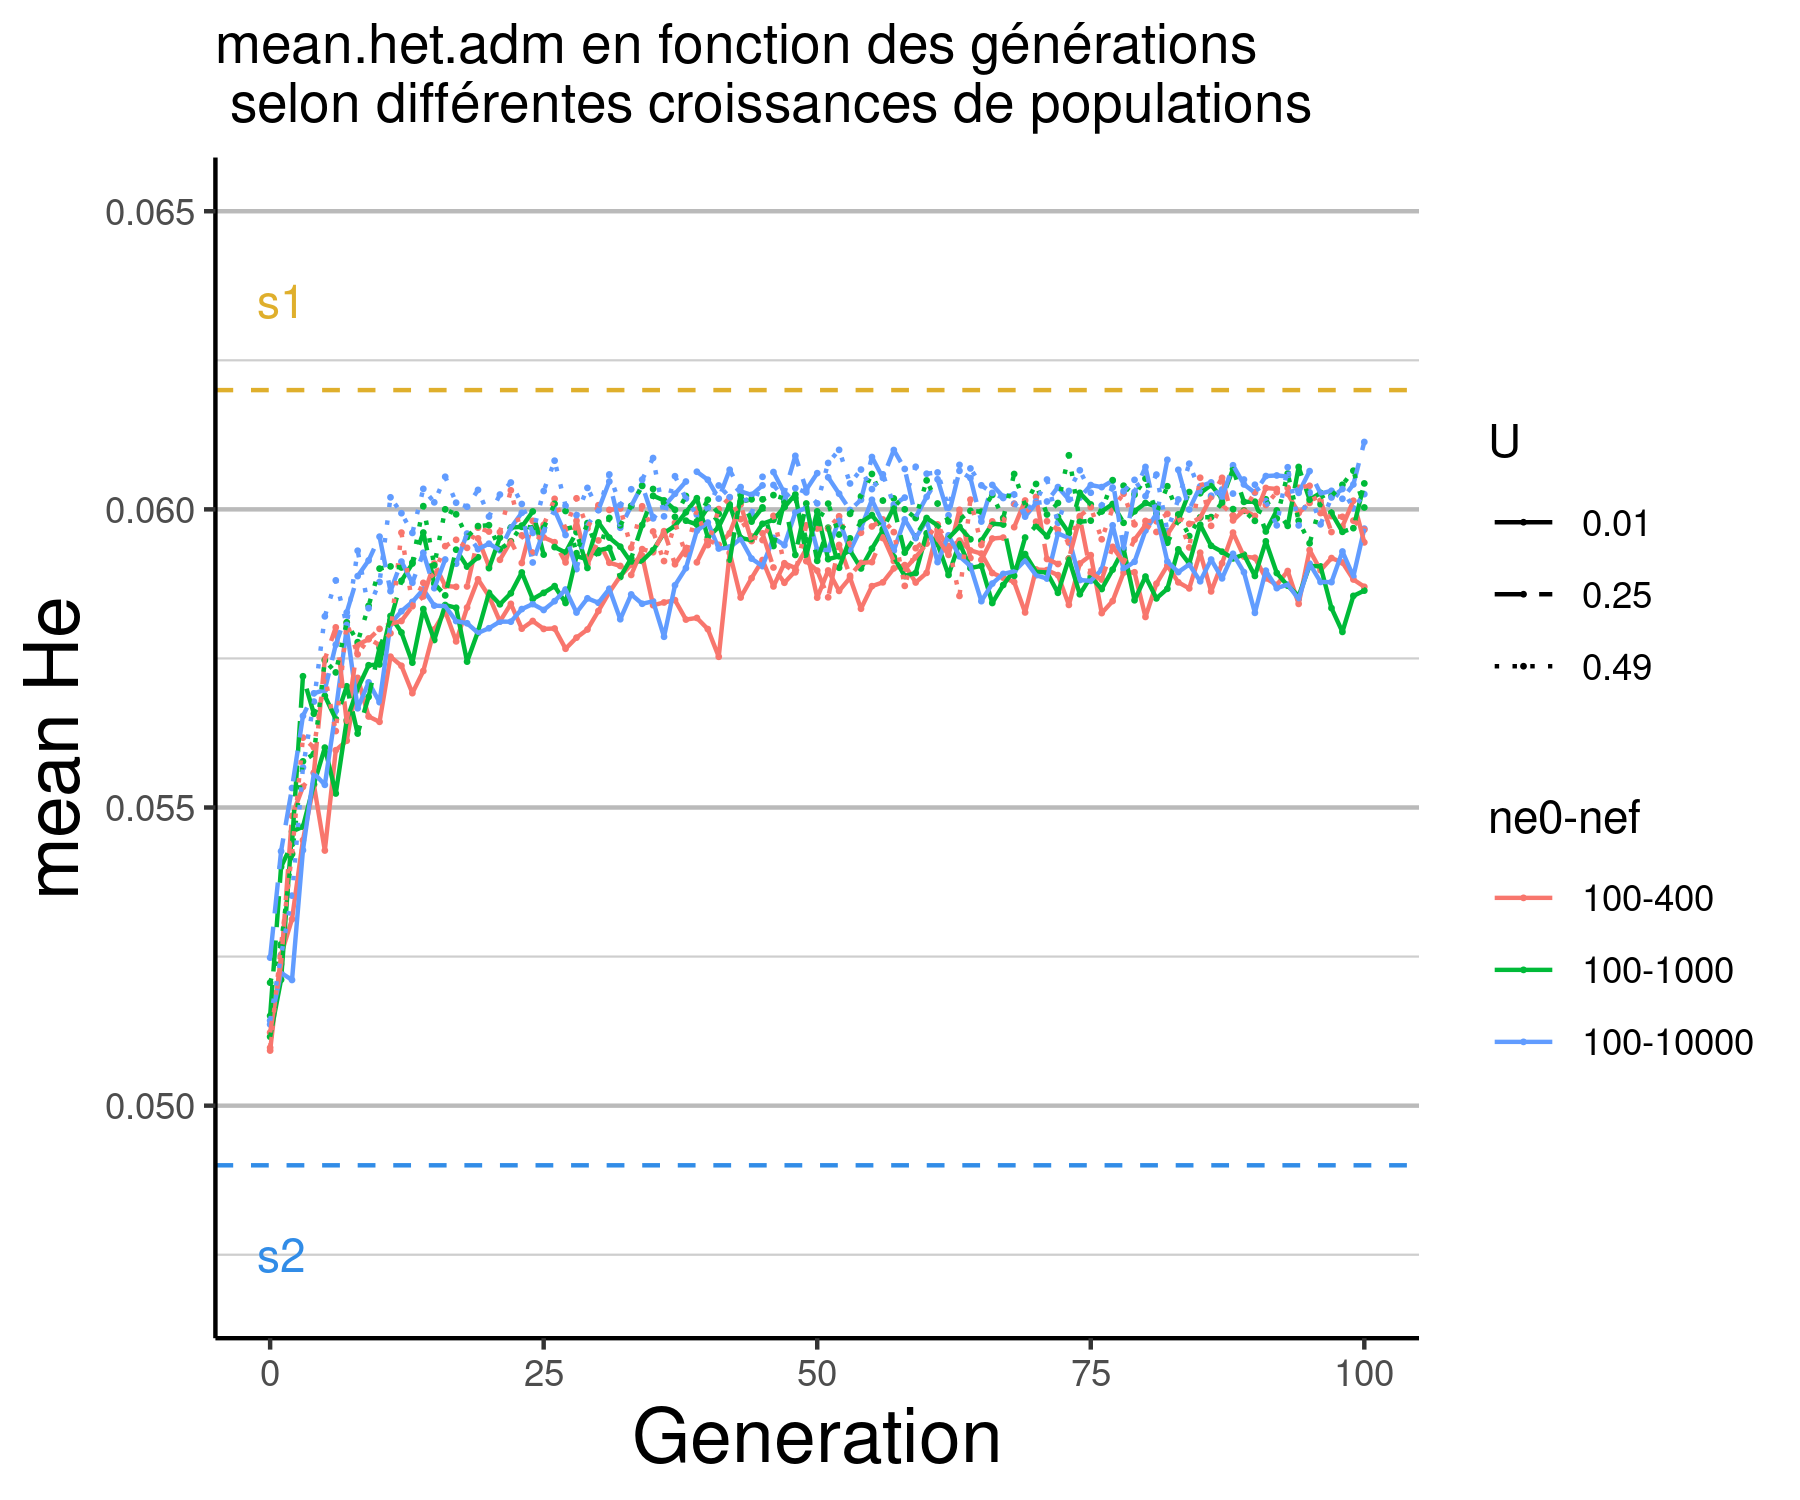 mean.het.adm en fonction des générations
selon différentes croissances de populations
mean He
0.065
0.060
0.055
0.050
s1
s2
0
25
50
75
100
Generation
U
0.01
0.25
0.49
ne0-nef
100-400
100-1000
100-10000